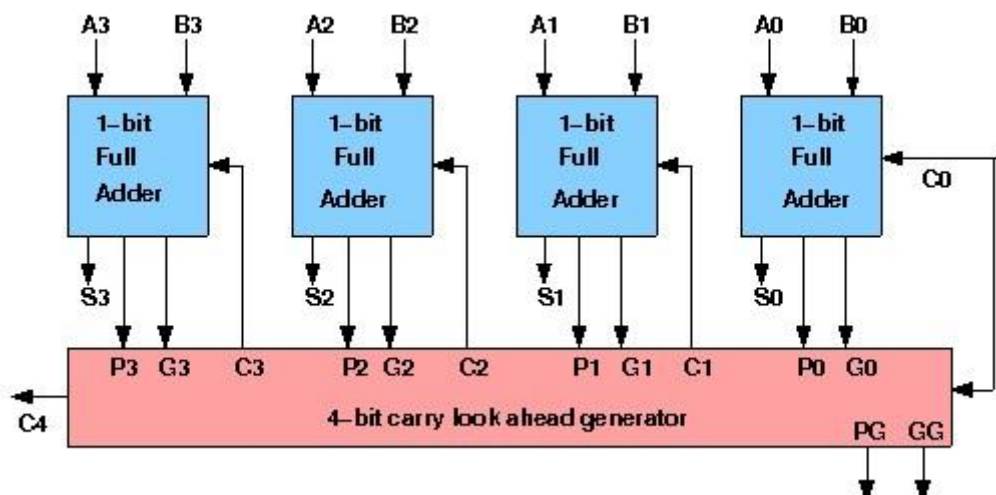 A3 B3 A2 B2 A1 B1 A0 B0
1-bit Full Adder
1-bit Full Adder
1-bit Full Adder
1-bit Full Adder
C0
S3 S2 S1 S0
P3 G3 C3 P2 G2 C2 P1 G1 C1 P0 G0
C4
4-bit carry look ahead generator
PG GG